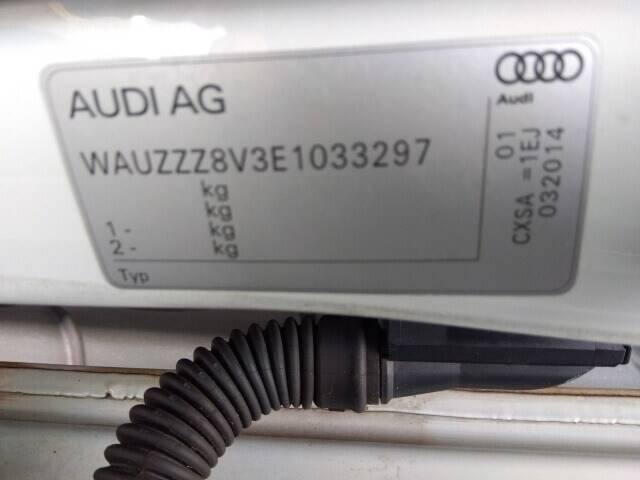 AUDI AG
Audi
WAUZZZ8V3E1033297
kg
kg
1 - kg
2 - kg
Typ
01
CXSA =1EJ
032014